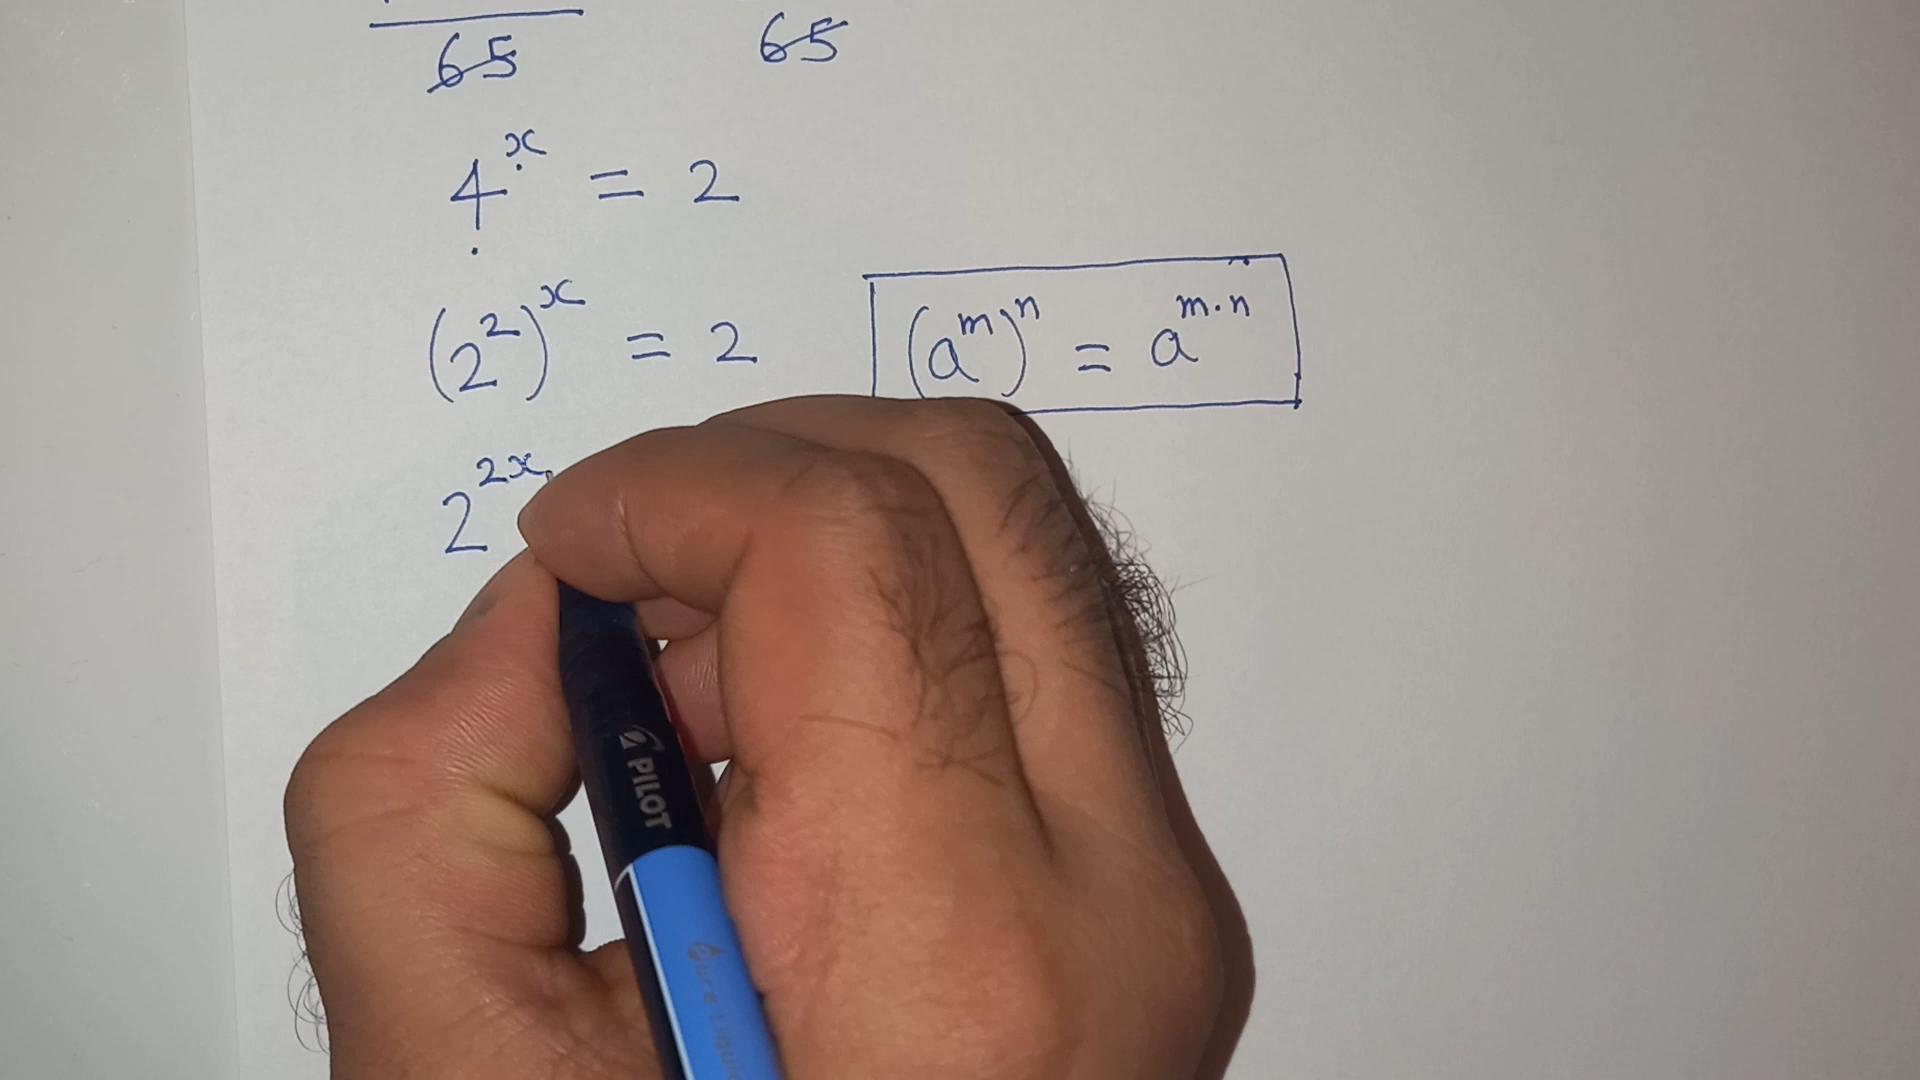 65 65
4^x = 2
(2^2)^x = 2 (a^m)^n = a^{m·n}
2^{2x}
PILOT